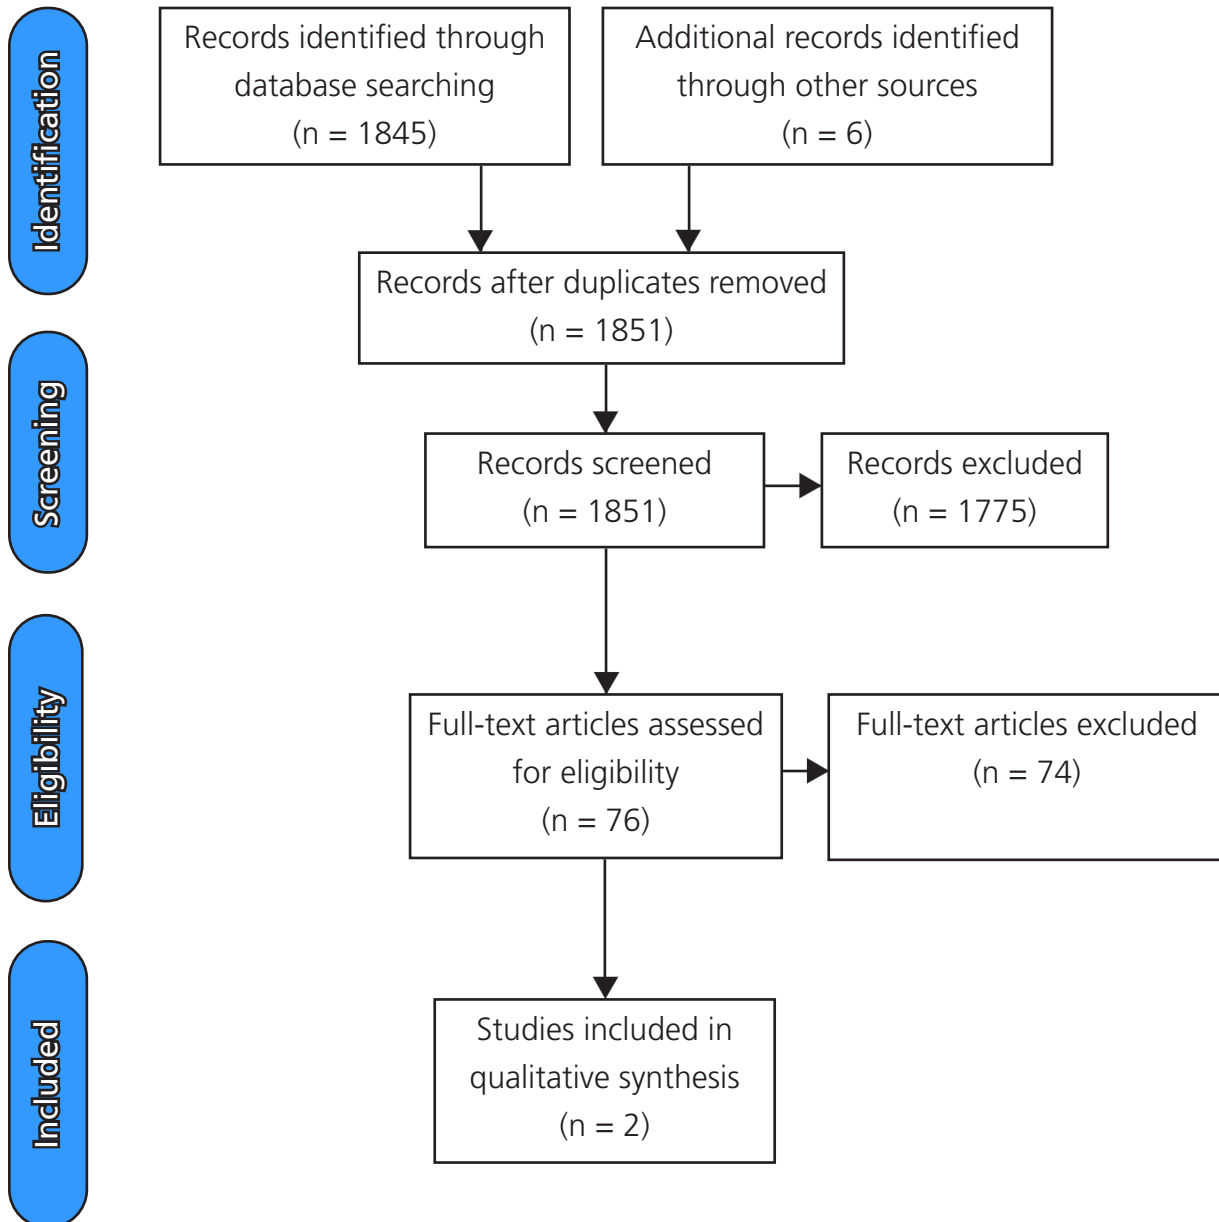 Identification
Records identified through
database searching
(n = 1845)
Additional records identified
through other sources
(n = 6)
Records after duplicates removed
(n = 1851)
Screening
Records screened
(n = 1851)
Records excluded
(n = 1775)
Eligibility
Full-text articles assessed
for eligibility
(n = 76)
Full-text articles excluded
(n = 74)
Included
Studies included in
qualitative synthesis
(n = 2)